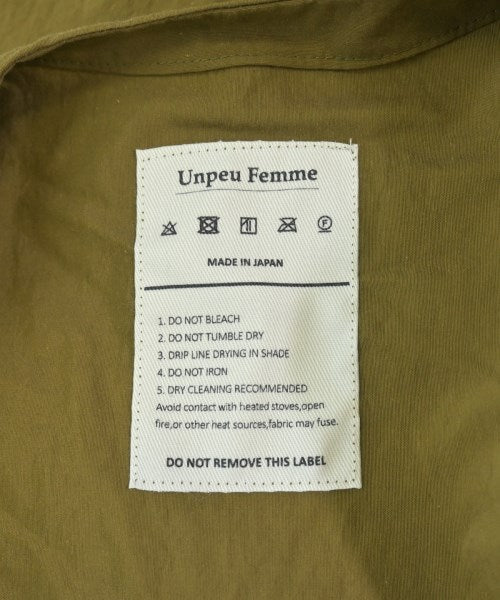 Unpeu Femme
F
MADE IN JAPAN
1. DO NOT BLEACH
2. DO NOT TUMBLE DRY
3. DRIP LINE DRYING IN SHADE
4. DO NOT IRON
5. DRY CLEANING RECOMMENDED
Avoid contact with heated stoves,open
fire,or other heat sources,fabric may fuse.
DO NOT REMOVE THIS LABEL